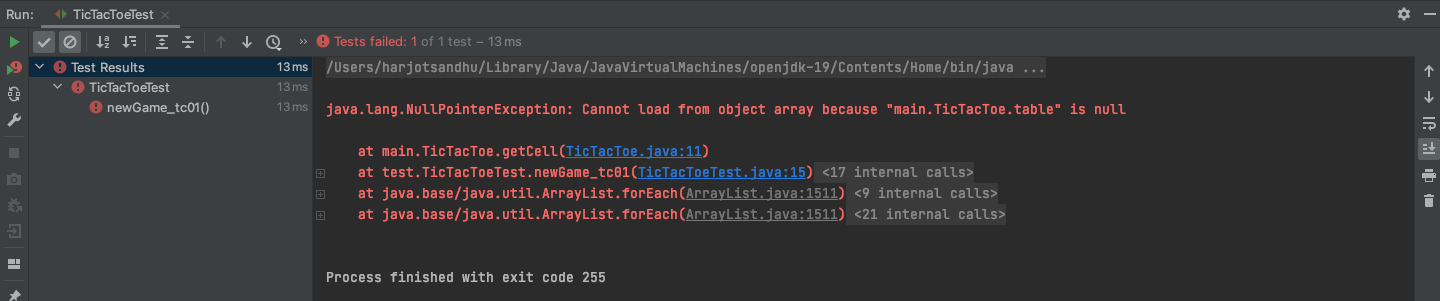 Run: TicTacToeTest
Tests failed: 1 of 1 test – 13 ms
Test Results 13 ms
TicTacToeTest 13 ms
newGame_tc01() 13 ms
/Users/harjotsandhu/Library/Java/JavaVirtualMachines/openjdk-19/Contents/Home/bin/java ...
java.lang.NullPointerException: Cannot load from object array because "main.TicTacToe.table" is null
at main.TicTacToe.getCell(TicTacToe.java:11)
at test.TicTacToeTest.newGame_tc01(TicTacToeTest.java:15) <17 internal calls>
at java.base/java.util.ArrayList.forEach(ArrayList.java:1511) <9 internal calls>
at java.base/java.util.ArrayList.forEach(ArrayList.java:1511) <21 internal calls>
Process finished with exit code 255